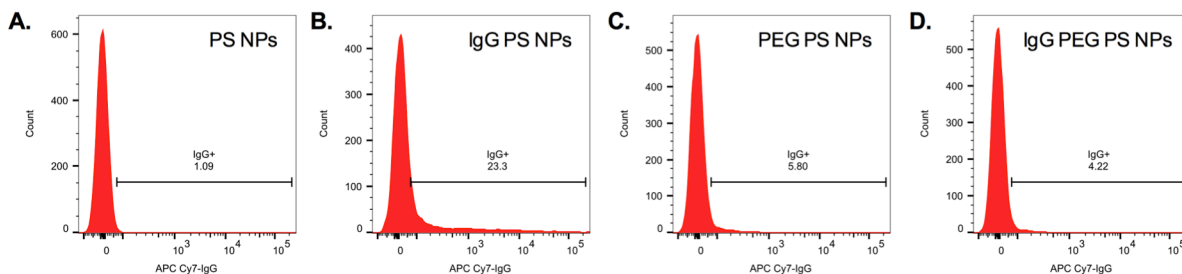 A.
PS NPs
600
400
200
0
Count
IgG+
1.09
0
10³
10⁴
10⁵
APC Cy7-IgG
B.
IgG PS NPs
400
300
200
100
0
Count
IgG+
23.3
0
10³
10⁴
10⁵
APC Cy7-IgG
C.
PEG PS NPs
500
400
300
200
100
0
Count
IgG+
5.80
0
10³
10⁴
10⁵
APC Cy7-IgG
D.
IgG PEG PS NPs
500
400
300
200
100
0
Count
IgG+
4.22
0
10³
10⁴
10⁵
APC Cy7-IgG